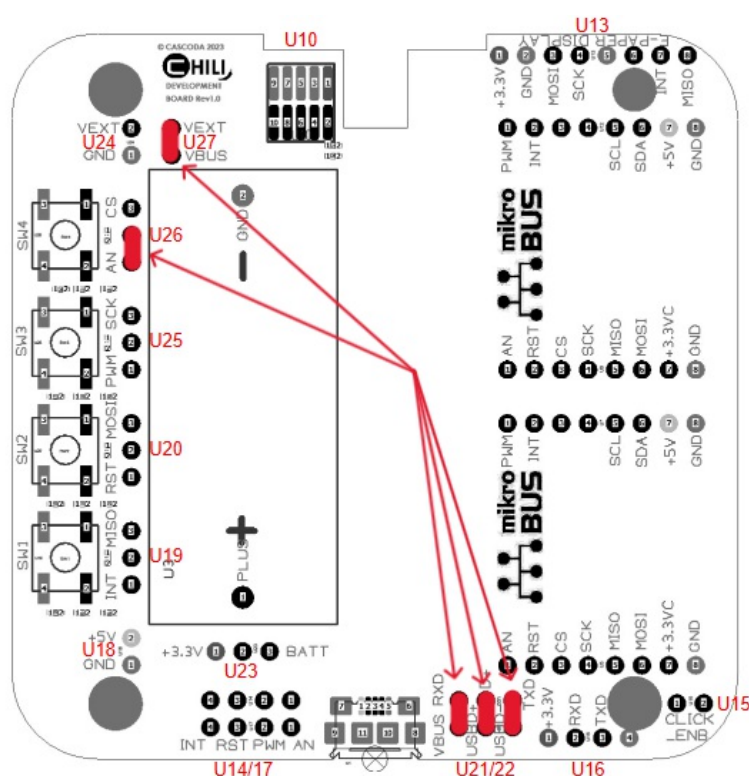 U10
U13
© CASCODA 2023
CHILI
DEVELOPMENT
BOARD Rev1.0
E-PAPER DISPLAY
+3.3V
GND
MOSI
SCK
INT
MISO
VEXT
GND
U24
VEXT
VBUS
U27
PWM
INT
SCL
SDA
+5V
GND
mikro
BUS
SW4
CS
AN
U26
GND
SW3
SCK
PWM
U25
AN
RST
CS
SCK
MISO
MOSI
+3.3VC
GND
SW2
MOSI
RST
U20
PWM
INT
SCL
SDA
+5V
GND
mikro
BUS
SW1
MISO
INT
U19
U3
PLUS
+5V
GND
U18
+3.3V
BATT
U23
AN
RST
CS
SCK
MISO
MOSI
+3.3VC
GND
INT RST PWM AN
U14/17
RXD
VBUS
D+
USBD+
USBD-
TXD
U21/22
+3.3V
RXD
TXD
U16
CLICK
_ENB
U15